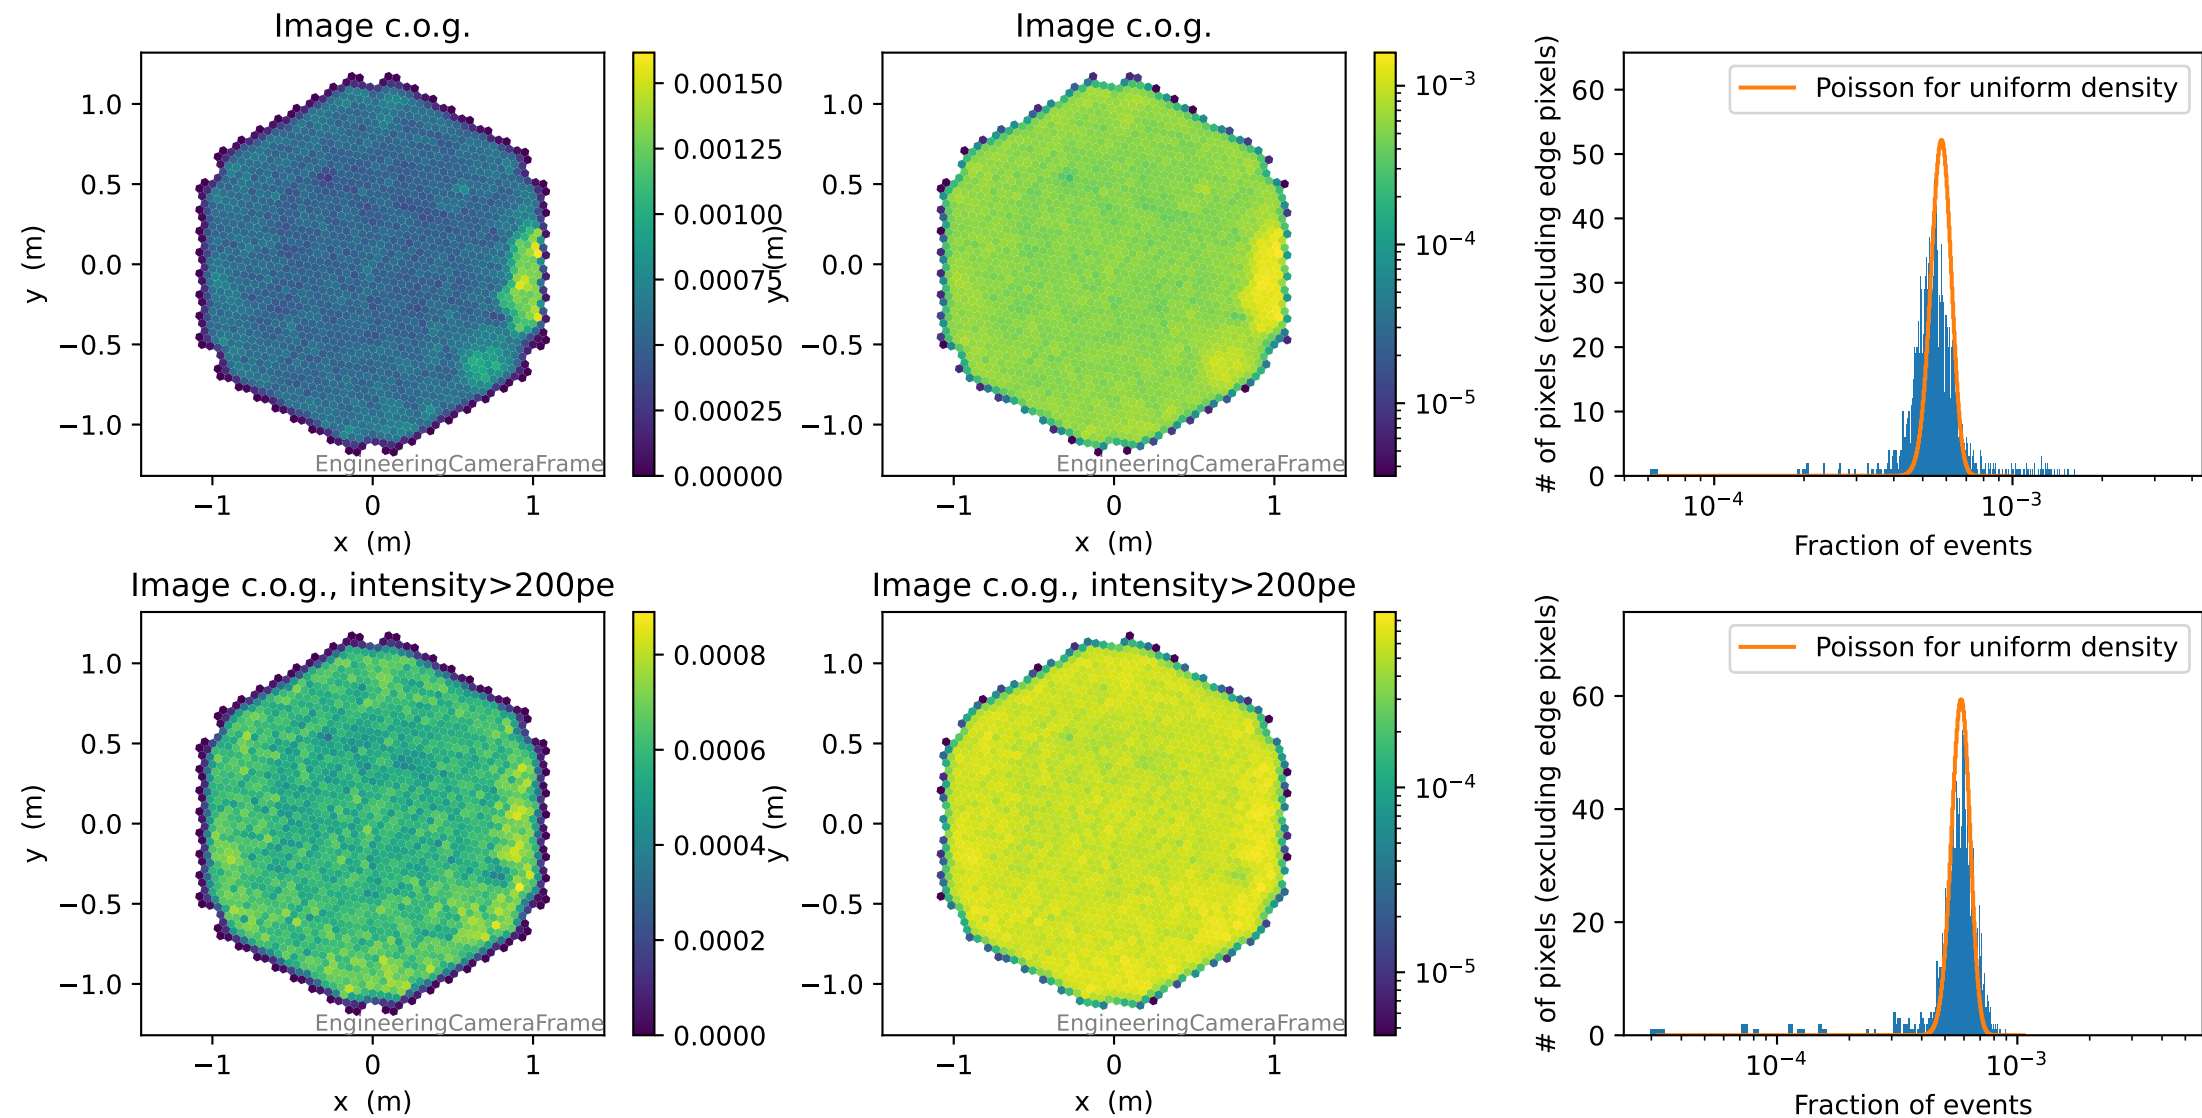 Image c.o.g.
1.0
0.5
0.0
−0.5
−1.0
y (m)
−1
0
1
x (m)
EngineeringCameraFrame
0.00150
0.00125
0.00100
0.00075
0.00050
0.00025
0.00000
Image c.o.g.
1.0
0.5
0.0
−0.5
−1.0
y (m)
−1
0
1
x (m)
EngineeringCameraFrame
10⁻³
10⁻⁴
10⁻⁵
Poisson for uniform density
60
50
40
30
20
10
0
# of pixels (excluding edge pixels)
10⁻⁴
10⁻³
Fraction of events
Image c.o.g., intensity>200pe
1.0
0.5
0.0
−0.5
−1.0
y (m)
−1
0
1
x (m)
EngineeringCameraFrame
0.0008
0.0006
0.0004
0.0002
0.0000
Image c.o.g., intensity>200pe
1.0
0.5
0.0
−0.5
−1.0
y (m)
−1
0
1
x (m)
EngineeringCameraFrame
10⁻⁴
10⁻⁵
Poisson for uniform density
60
40
20
0
# of pixels (excluding edge pixels)
10⁻⁴
10⁻³
Fraction of events